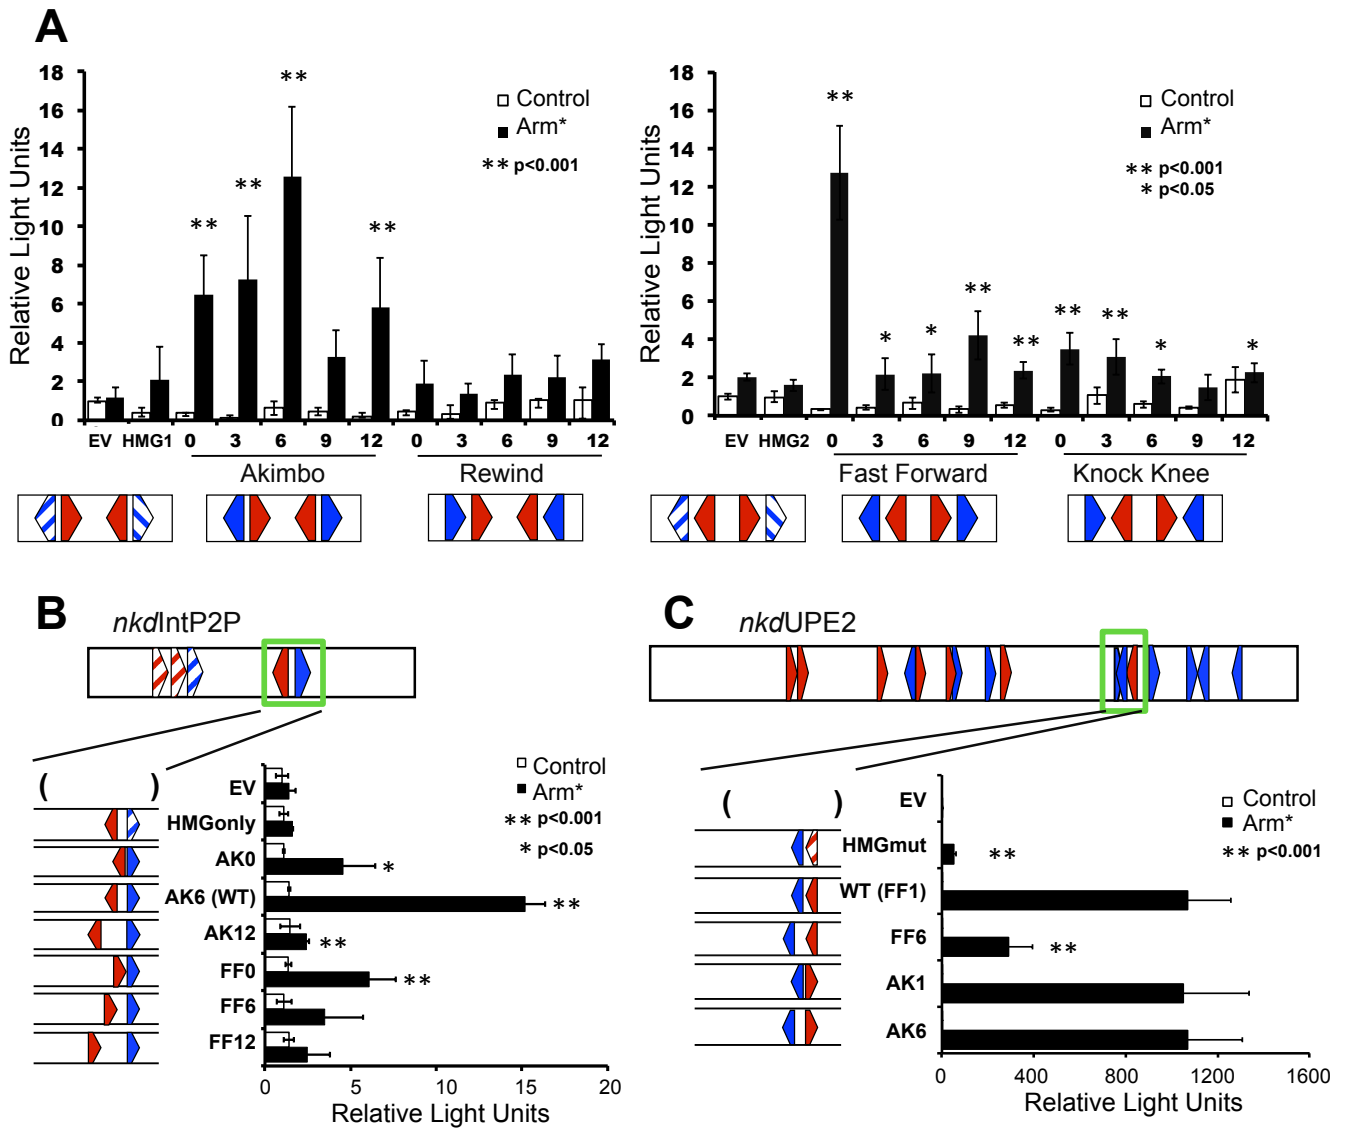 A
Relative Light Units
18
16
14
12
10
8
6
4
2
0
Control
Arm*
** p<0.001
** ** ** **
EV HMG1 0 3 6 9 12 0 3 6 9 12
Akimbo Rewind
Relative Light Units
18
16
14
12
10
8
6
4
2
0
Control
Arm*
** p<0.001
* p<0.05
** * * ** ** ** ** * *
EV HMG2 0 3 6 9 12 0 3 6 9 12
Fast Forward Knock Knee
B
nkdIntP2P
( )
Control
Arm*
** p<0.001
* p<0.05
EV
HMGonly
AK0 *
AK6 (WT) **
AK12 **
FF0 **
FF6
FF12
0 5 10 15 20
Relative Light Units
C
nkdUPE2
( )
Control
Arm*
** p<0.001
EV
HMGmut **
WT (FF1)
FF6 **
AK1
AK6
0 400 800 1200 1600
Relative Light Units